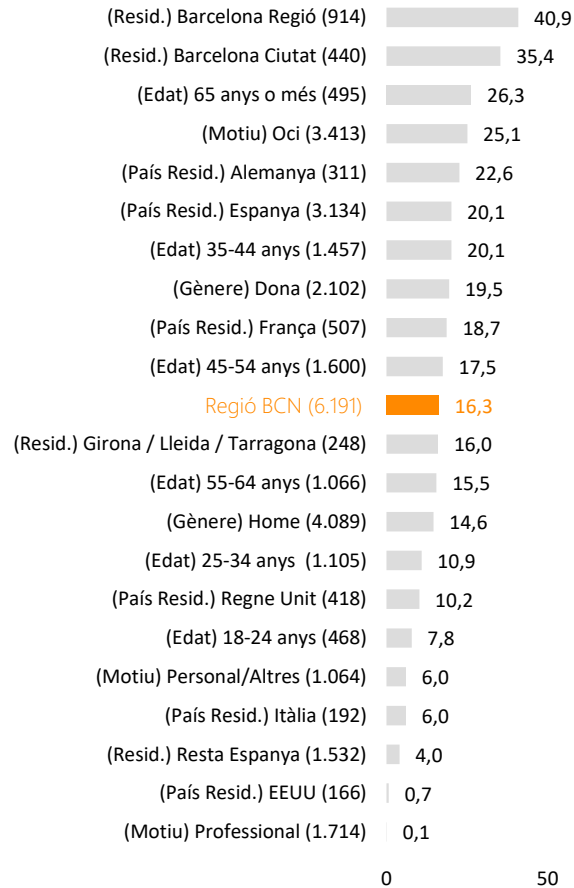 (Resid.) Barcelona Regió (914) 40,9
(Resid.) Barcelona Ciutat (440) 35,4
(Edat) 65 anys o més (495) 26,3
(Motiu) Oci (3.413) 25,1
(País Resid.) Alemanya (311) 22,6
(País Resid.) Espanya (3.134) 20,1
(Edat) 35-44 anys (1.457) 20,1
(Gènere) Dona (2.102) 19,5
(País Resid.) França (507) 18,7
(Edat) 45-54 anys (1.600) 17,5
Regió BCN (6.191) 16,3
(Resid.) Girona / Lleida / Tarragona (248) 16,0
(Edat) 55-64 anys (1.066) 15,5
(Gènere) Home (4.089) 14,6
(Edat) 25-34 anys (1.105) 10,9
(País Resid.) Regne Unit (418) 10,2
(Edat) 18-24 anys (468) 7,8
(Motiu) Personal/Altres (1.064) 6,0
(País Resid.) Itàlia (192) 6,0
(Resid.) Resta Espanya (1.532) 4,0
(País Resid.) EEUU (166) 0,7
(Motiu) Professional (1.714) 0,1
0 50